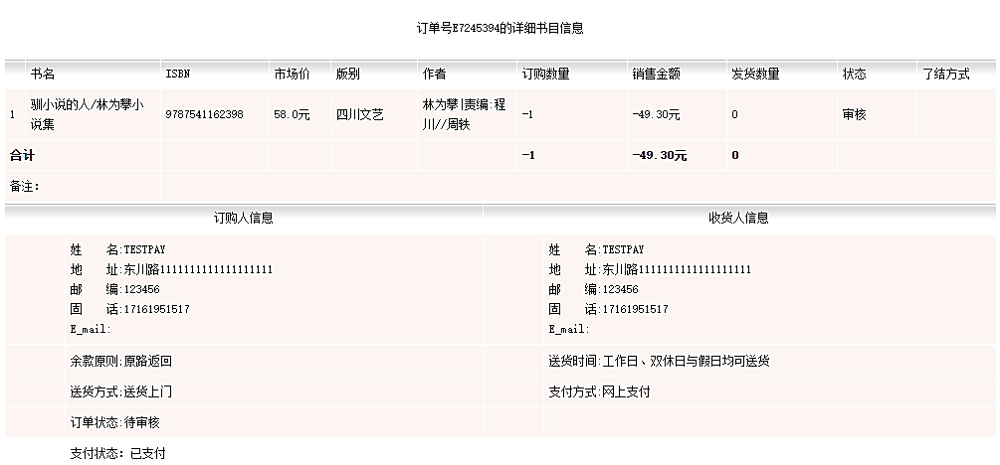 订单号E7245394的详细书目信息
书名 ISBN 市场价 版别 作者 订购数量 销售金额 发货数量 状态 了结方式
1 驯小说的人/林为攀小说集 9787541162398 58.0元 四川文艺 林为攀|责编:程川//周轶 -1 -49.30元 0 审核
合计 -1 -49.30元 0
备注:
订购人信息 收货人信息
姓 名:TESTPAY 姓 名:TESTPAY
地 址:东川路1111111111111111111 地 址:东川路1111111111111111111
邮 编:123456 邮 编:123456
固 话:17161951517 固 话:17161951517
E_mail: E_mail:
余款原则;原路返回 送货时间:工作日、双休日与假日均可送货
送货方式;送货上门 支付方式:网上支付
订单状态:待审核
支付状态: 已支付